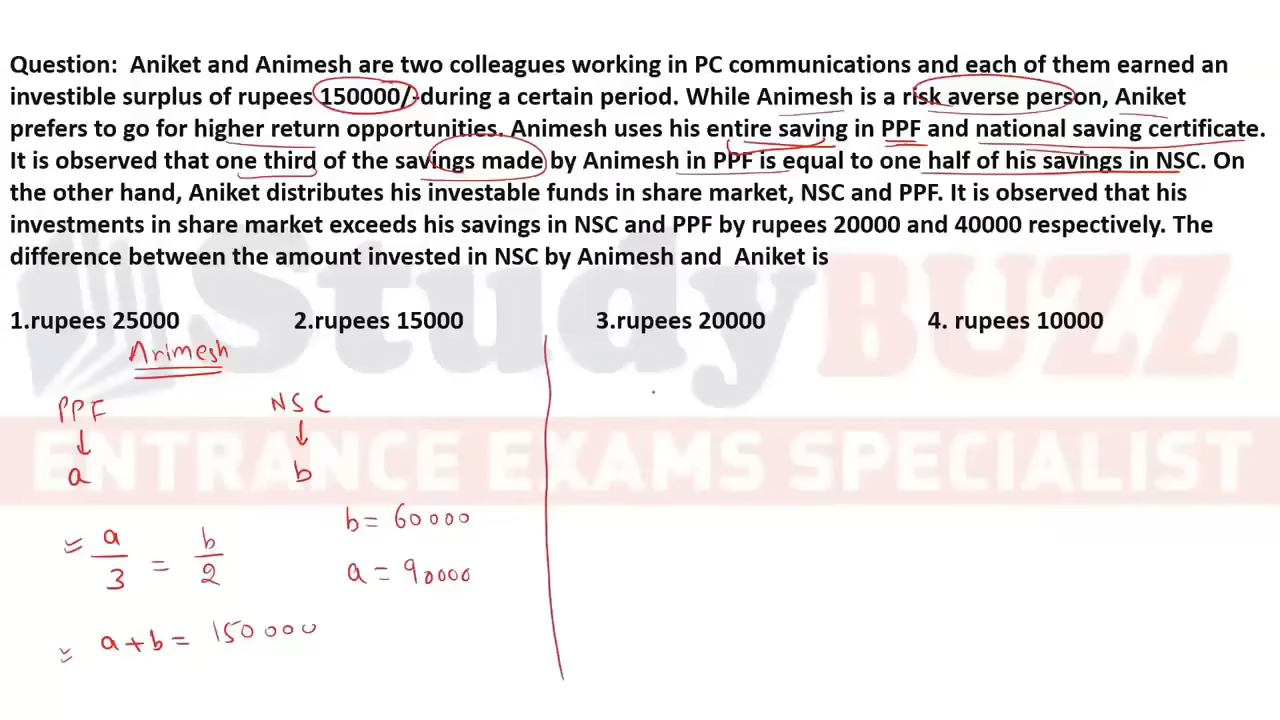 Question: Aniket and Animesh are two colleagues working in PC communications and each of them earned an
investible surplus of rupees 150000/- during a certain period. While Animesh is a risk averse person, Aniket
prefers to go for higher return opportunities. Animesh uses his entire saving in PPF and national saving certificate.
It is observed that one third of the savings made by Animesh in PPF is equal to one half of his savings in NSC. On
the other hand, Aniket distributes his investable funds in share market, NSC and PPF. It is observed that his
investments in share market exceeds his savings in NSC and PPF by rupees 20000 and 40000 respectively. The
difference between the amount invested in NSC by Animesh and Aniket is
1.rupees 25000 2.rupees 15000 3.rupees 20000 4. rupees 10000
Animesh
PPF NSC
↓ ↓
a b
b = 60000
a/3 = b/2
a = 90000
a + b = 150000
StudyBUZZ
ENTRANCE EXAMS SPECIALIST